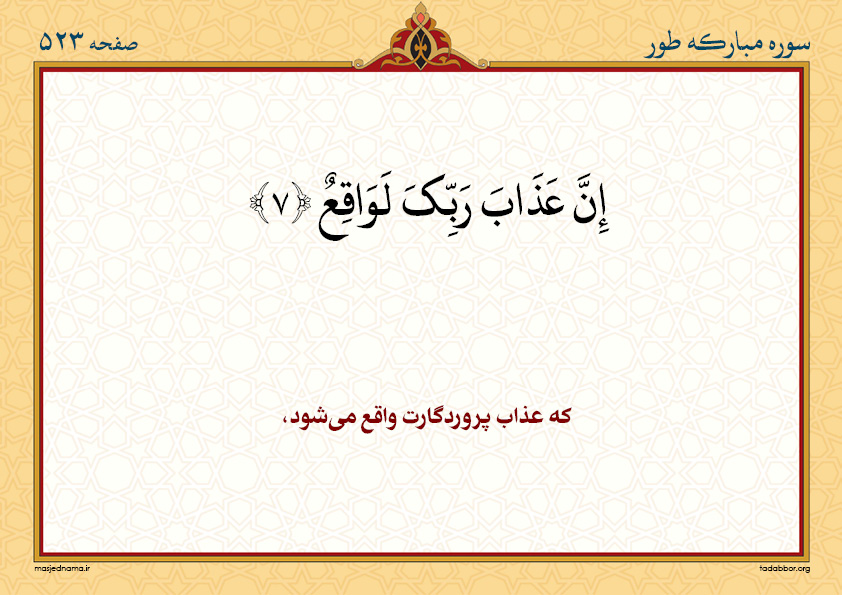 سوره مبارکه طور
صفحه ۵۲۳
إِنَّ عَذَابَ رَبِّکَ لَوَاقِعٌ ﴿۷﴾
که عذاب پروردگارت واقع می‌شود،
masjednama.ir
tadabbor.org